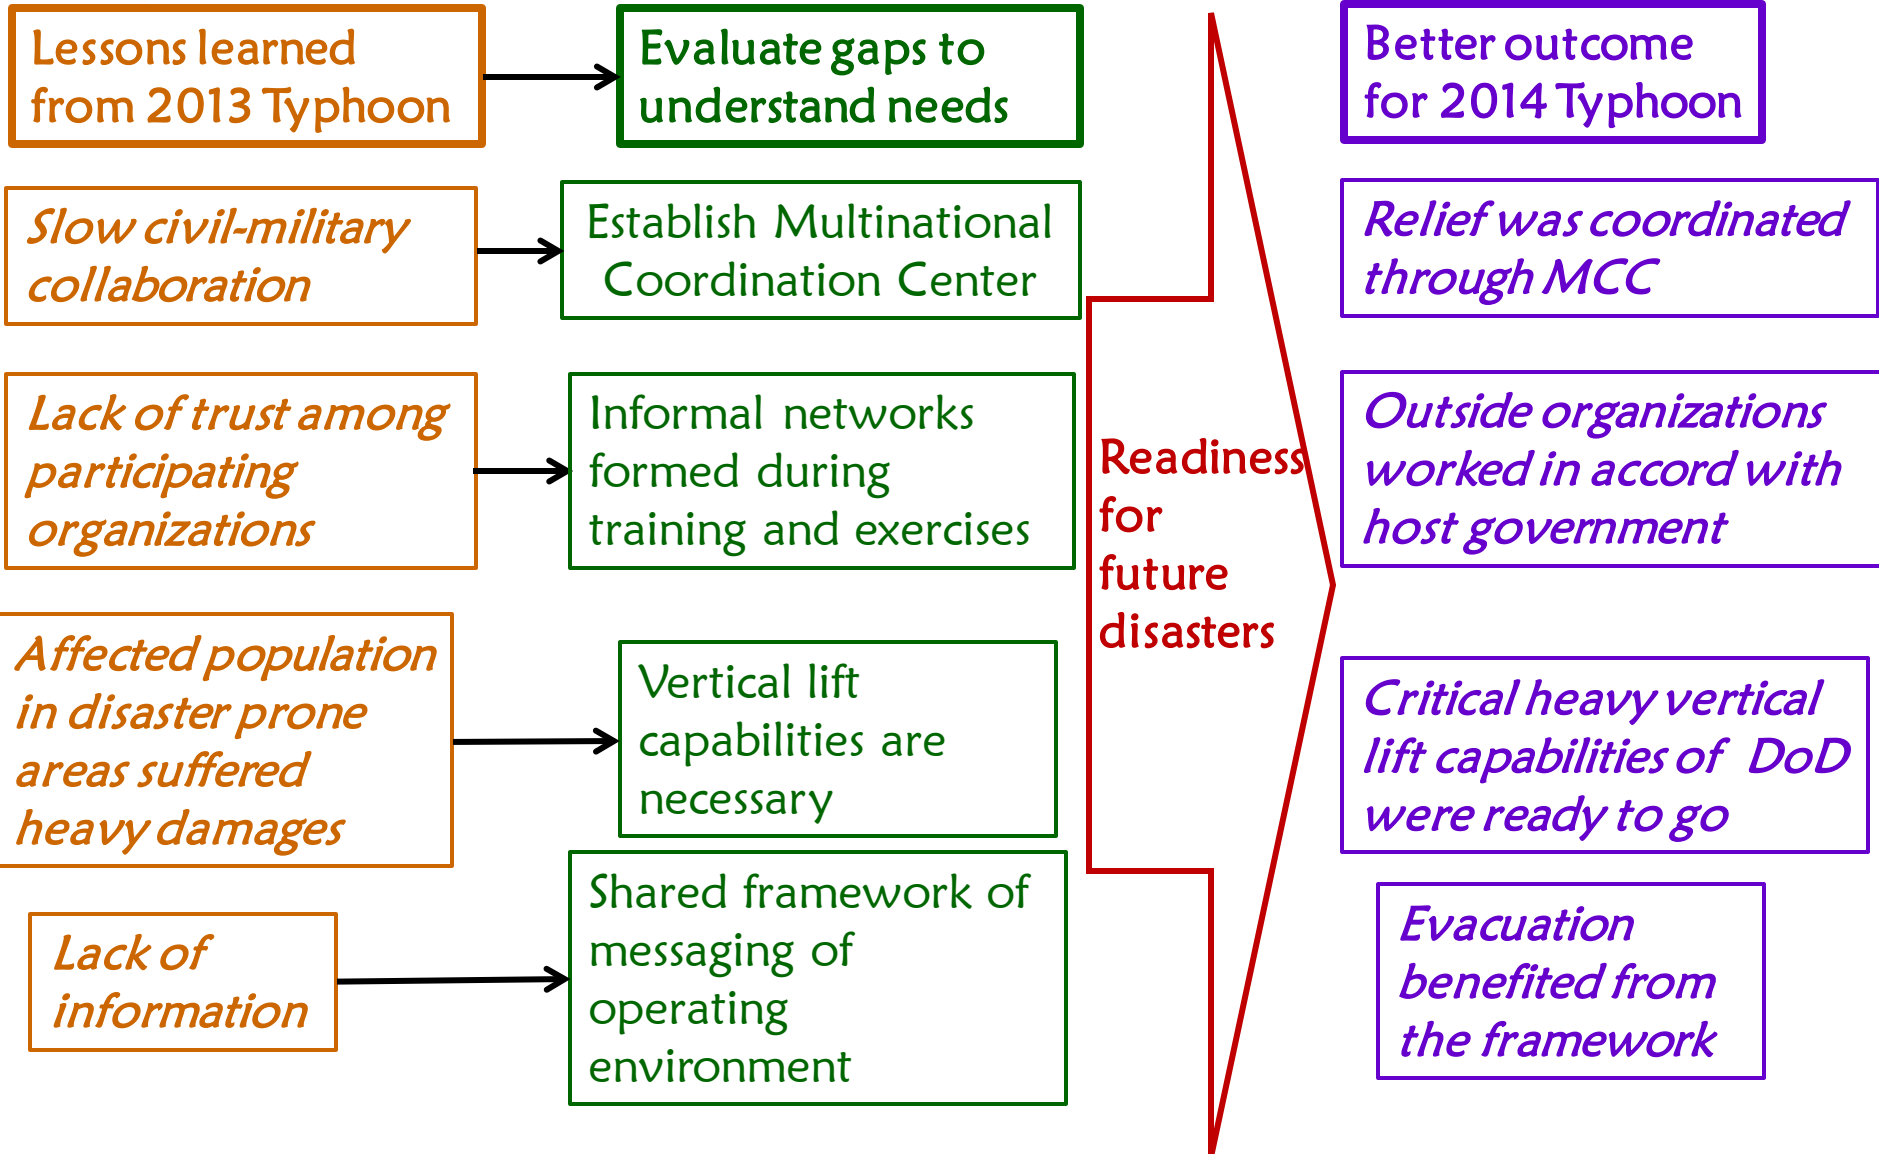 Lessons learned
from 2013 Typhoon
Evaluate gaps to
understand needs
Better outcome
for 2014 Typhoon
Slow civil-military
collaboration
Establish Multinational
Coordination Center
Relief was coordinated
through MCC
Lack of trust among
participating
organizations
Informal networks
formed during
training and exercises
Readiness
for
future
disasters
Outside organizations
worked in accord with
host government
Affected population
in disaster prone
areas suffered
heavy damages
Vertical lift
capabilities are
necessary
Critical heavy vertical
lift capabilities of DoD
were ready to go
Lack of
information
Shared framework of
messaging of
operating
environment
Evacuation
benefited from
the framework